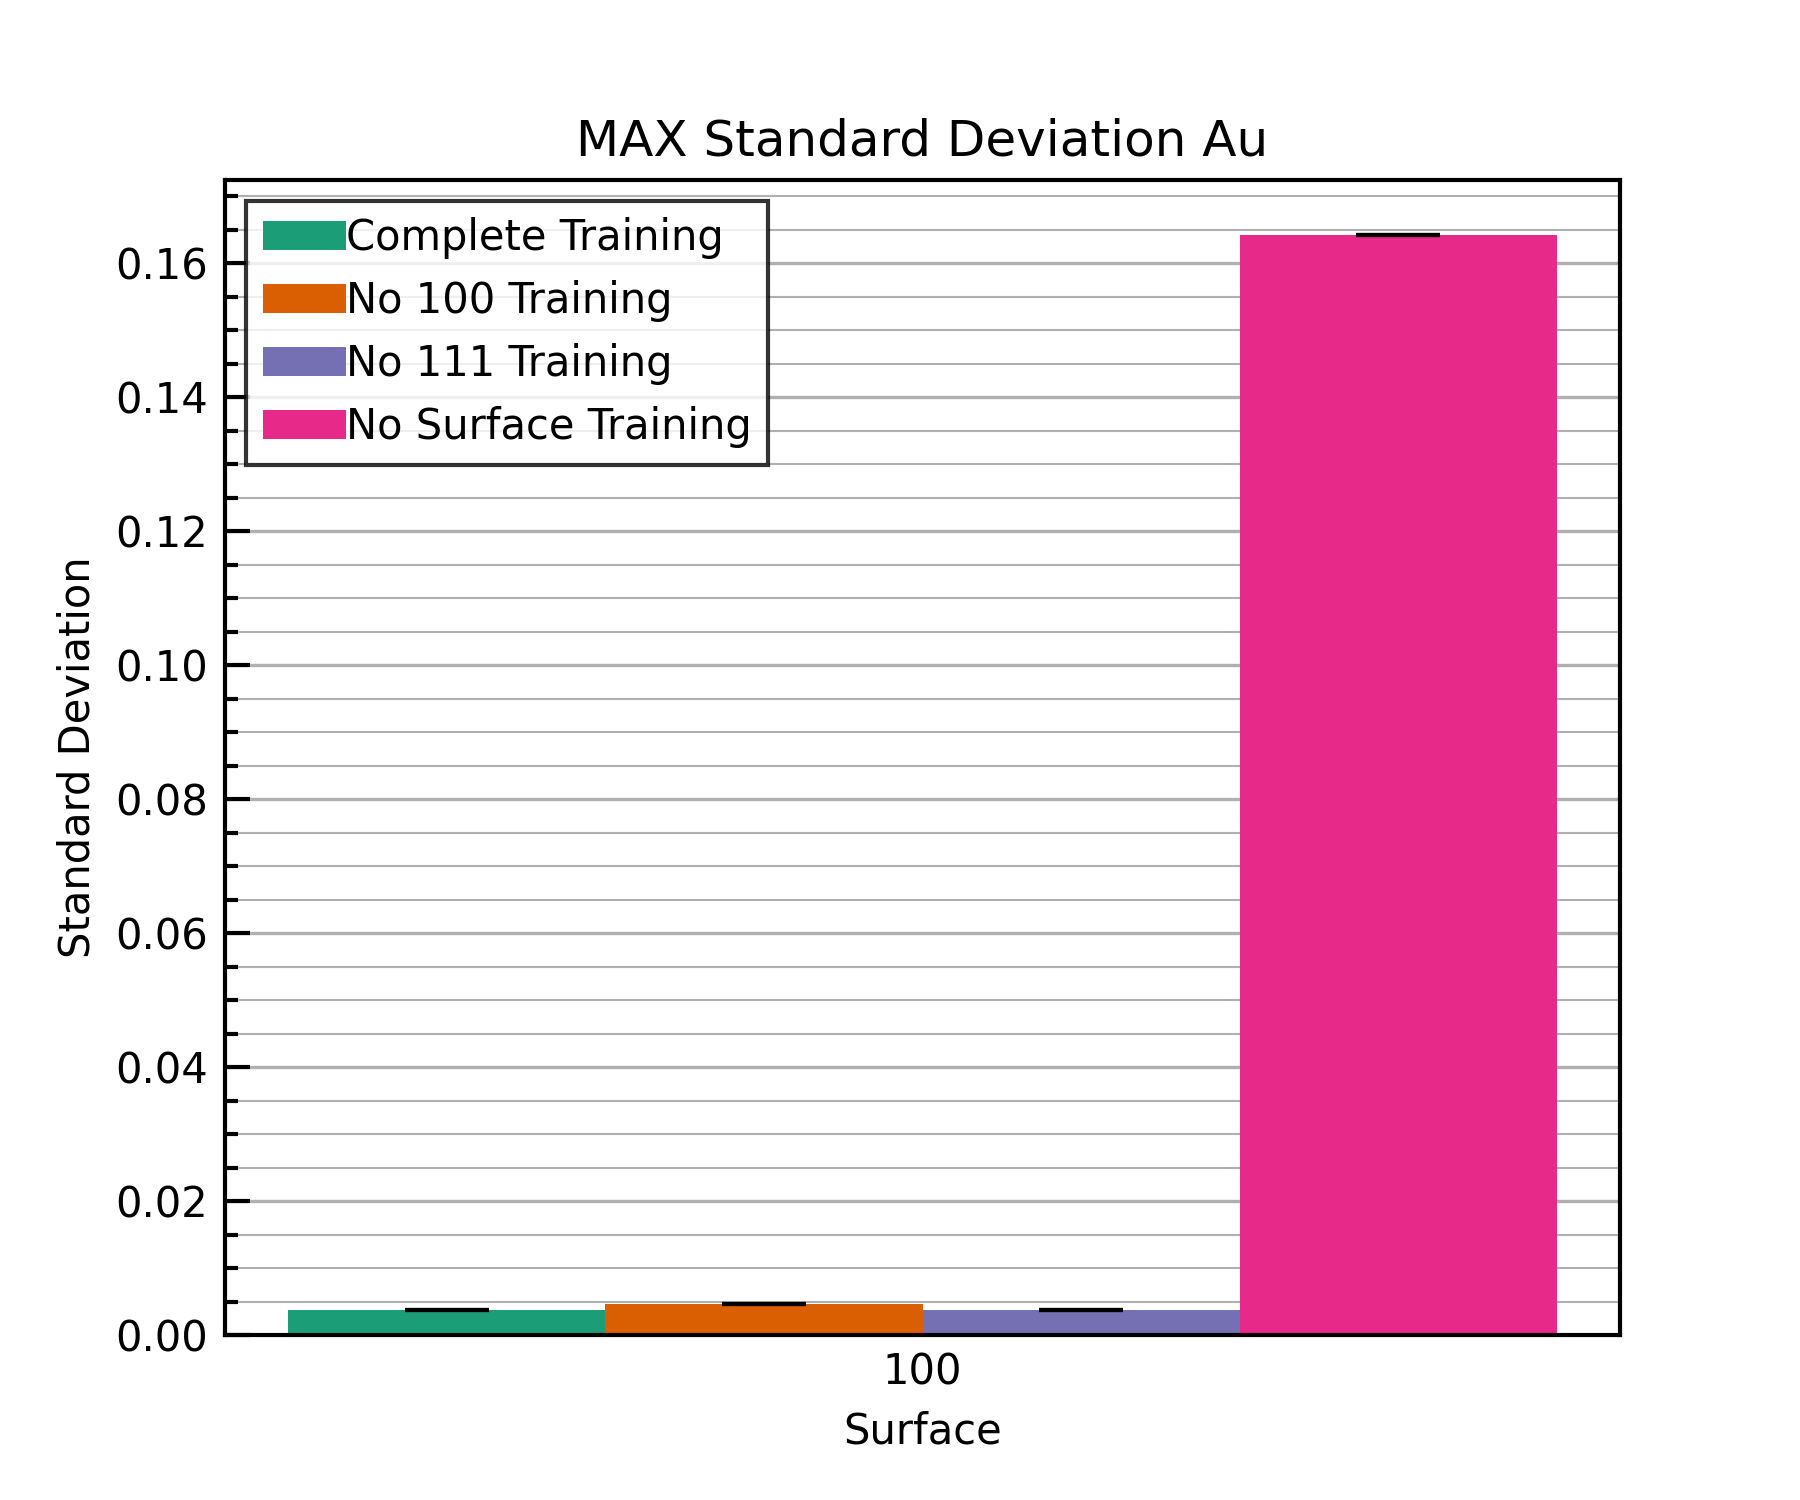 MAX Standard Deviation Au
Complete Training
No 100 Training
No 111 Training
No Surface Training
0.16
0.14
0.12
0.10
0.08
0.06
0.04
0.02
0.00
Standard Deviation
100
Surface